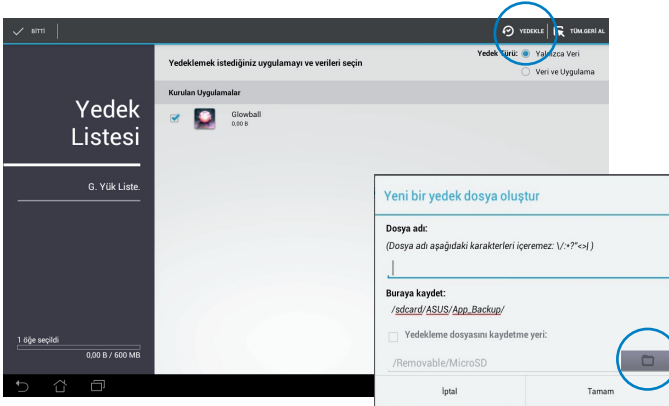 BİTTİ
YEDEKLE
TÜM.GERİ AL
Yedeklemek istediğiniz uygulamayı ve verileri seçin
Yedek Türü: Yalnızca Veri
Veri ve Uygulama
Kurulan Uygulamalar
Glowball
0,00 B
Yedek
Listesi
G. Yük Liste.
1 öğe seçildi
0,00 B / 600 MB
Yeni bir yedek dosya oluştur
Dosya adı:
(Dosya adı aşağıdaki karakterleri içeremez: \/:*?"<>| )
Buraya kaydet:
/sdcard/ASUS/App_Backup/
Yedekleme dosyasını kaydetme yeri:
/Removable/MicroSD
İptal
Tamam